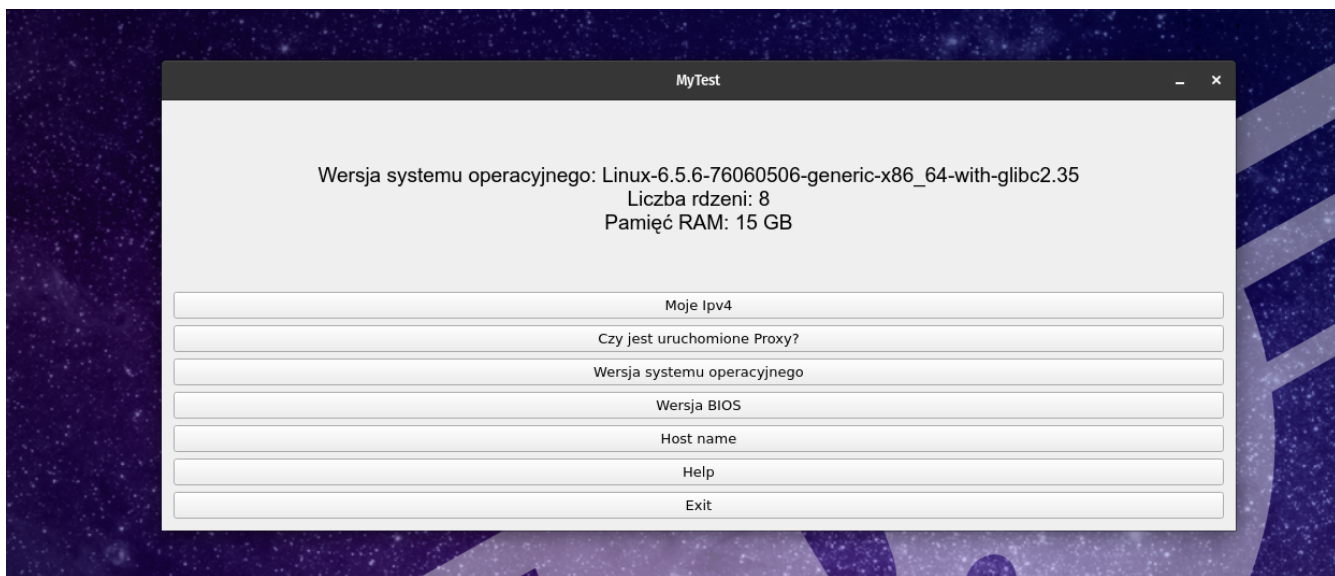 MyTest
Wersja systemu operacyjnego: Linux-6.5.6-76060506-generic-x86_64-with-glibc2.35
Liczba rdzeni: 8
Pamięć RAM: 15 GB
Moje Ipv4
Czy jest uruchomione Proxy?
Wersja systemu operacyjnego
Wersja BIOS
Host name
Help
Exit